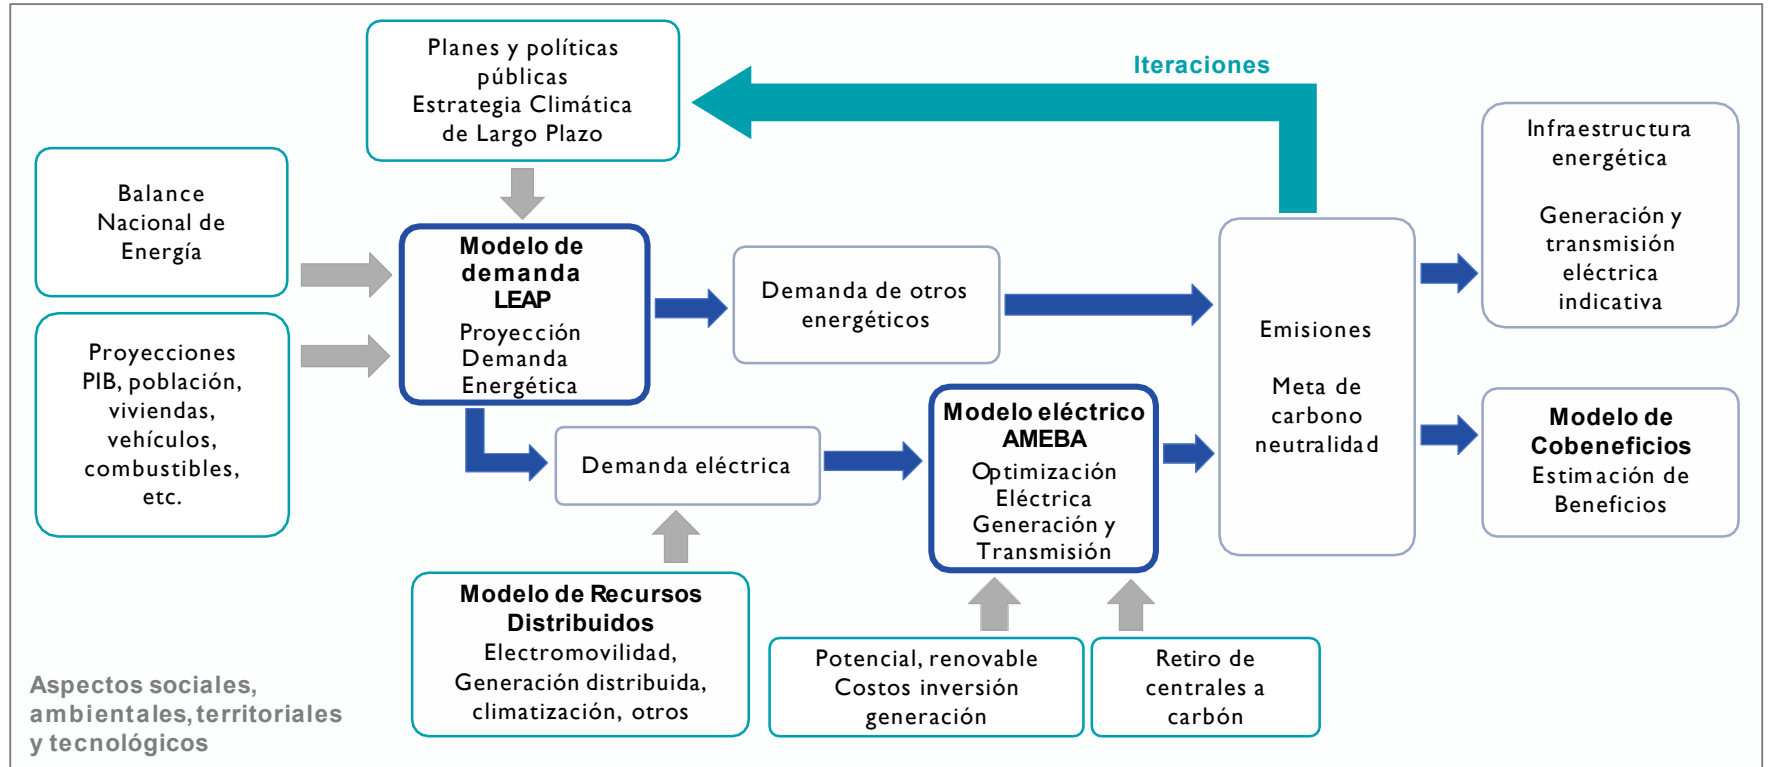 Planes y políticas
públicas
Estrategia Climática
de Largo Plazo
Iteraciones
Balance
Nacional de
Energía
Proyecciones
PIB, población,
viviendas,
vehículos,
combustibles,
etc.
Modelo de
demanda
LEAP
Proyección
Demanda
Energética
Demanda de otros
energéticos
Demanda eléctrica
Modelo de Recursos
Distribuidos
Electromovilidad,
Generación distribuida,
climatización, otros
Modelo eléctrico
AMEBA
Optimización
Eléctrica
Generación y
Transmisión
Potencial, renovable
Costos inversión
generación
Retiro de
centrales a
carbón
Emisiones
Meta de
carbono
neutralidad
Infraestructura
energética
Generación y
transmisión
eléctrica
indicativa
Modelo de
Cobeneficios
Estimación de
Beneficios
Aspectos sociales,
ambientales, territoriales
y tecnológicos